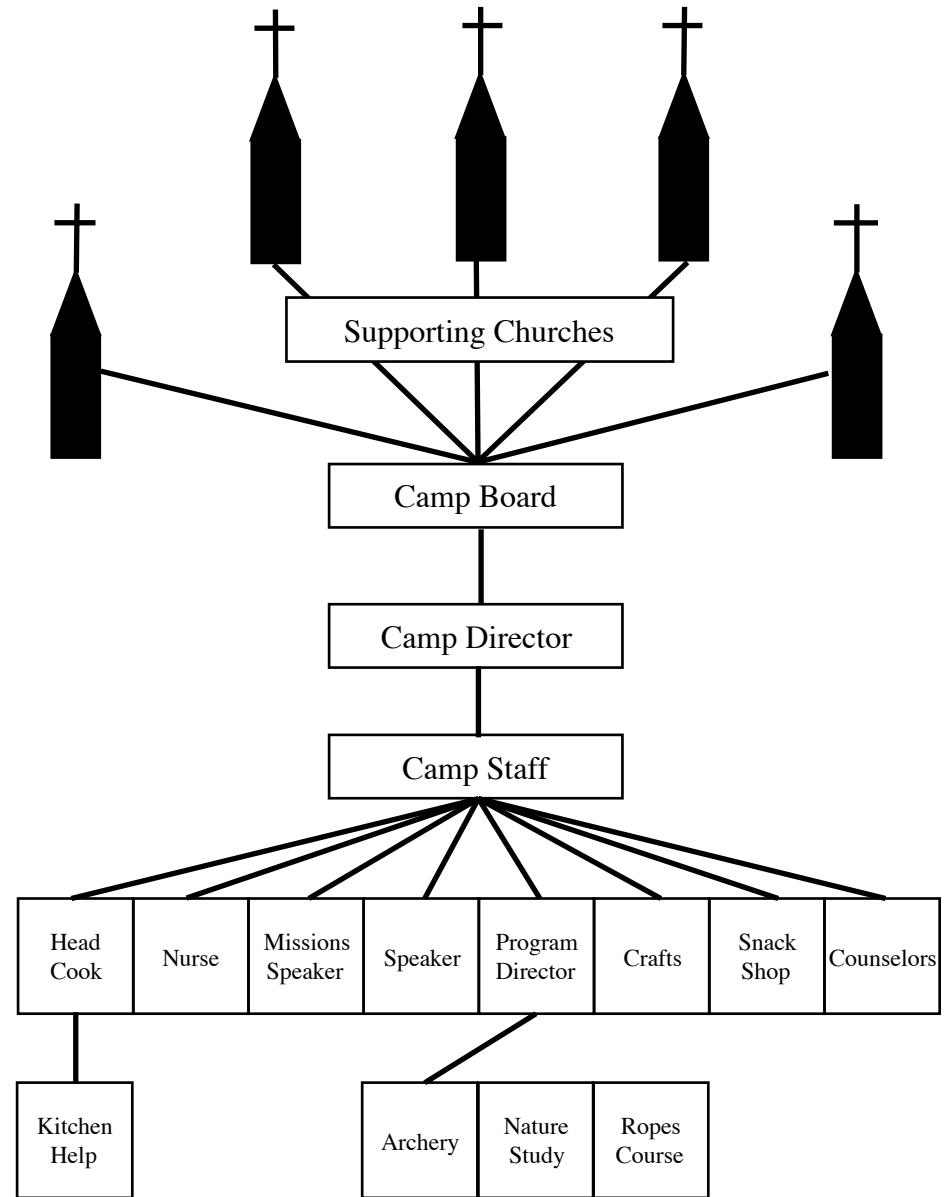 Supporting Churches
Camp Board
Camp Director
Camp Staff
Head
Cook
Nurse
Missions
Speaker
Speaker
Program
Director
Crafts
Snack
Shop
Counselors
Kitchen
Help
Archery
Nature
Study
Ropes
Course